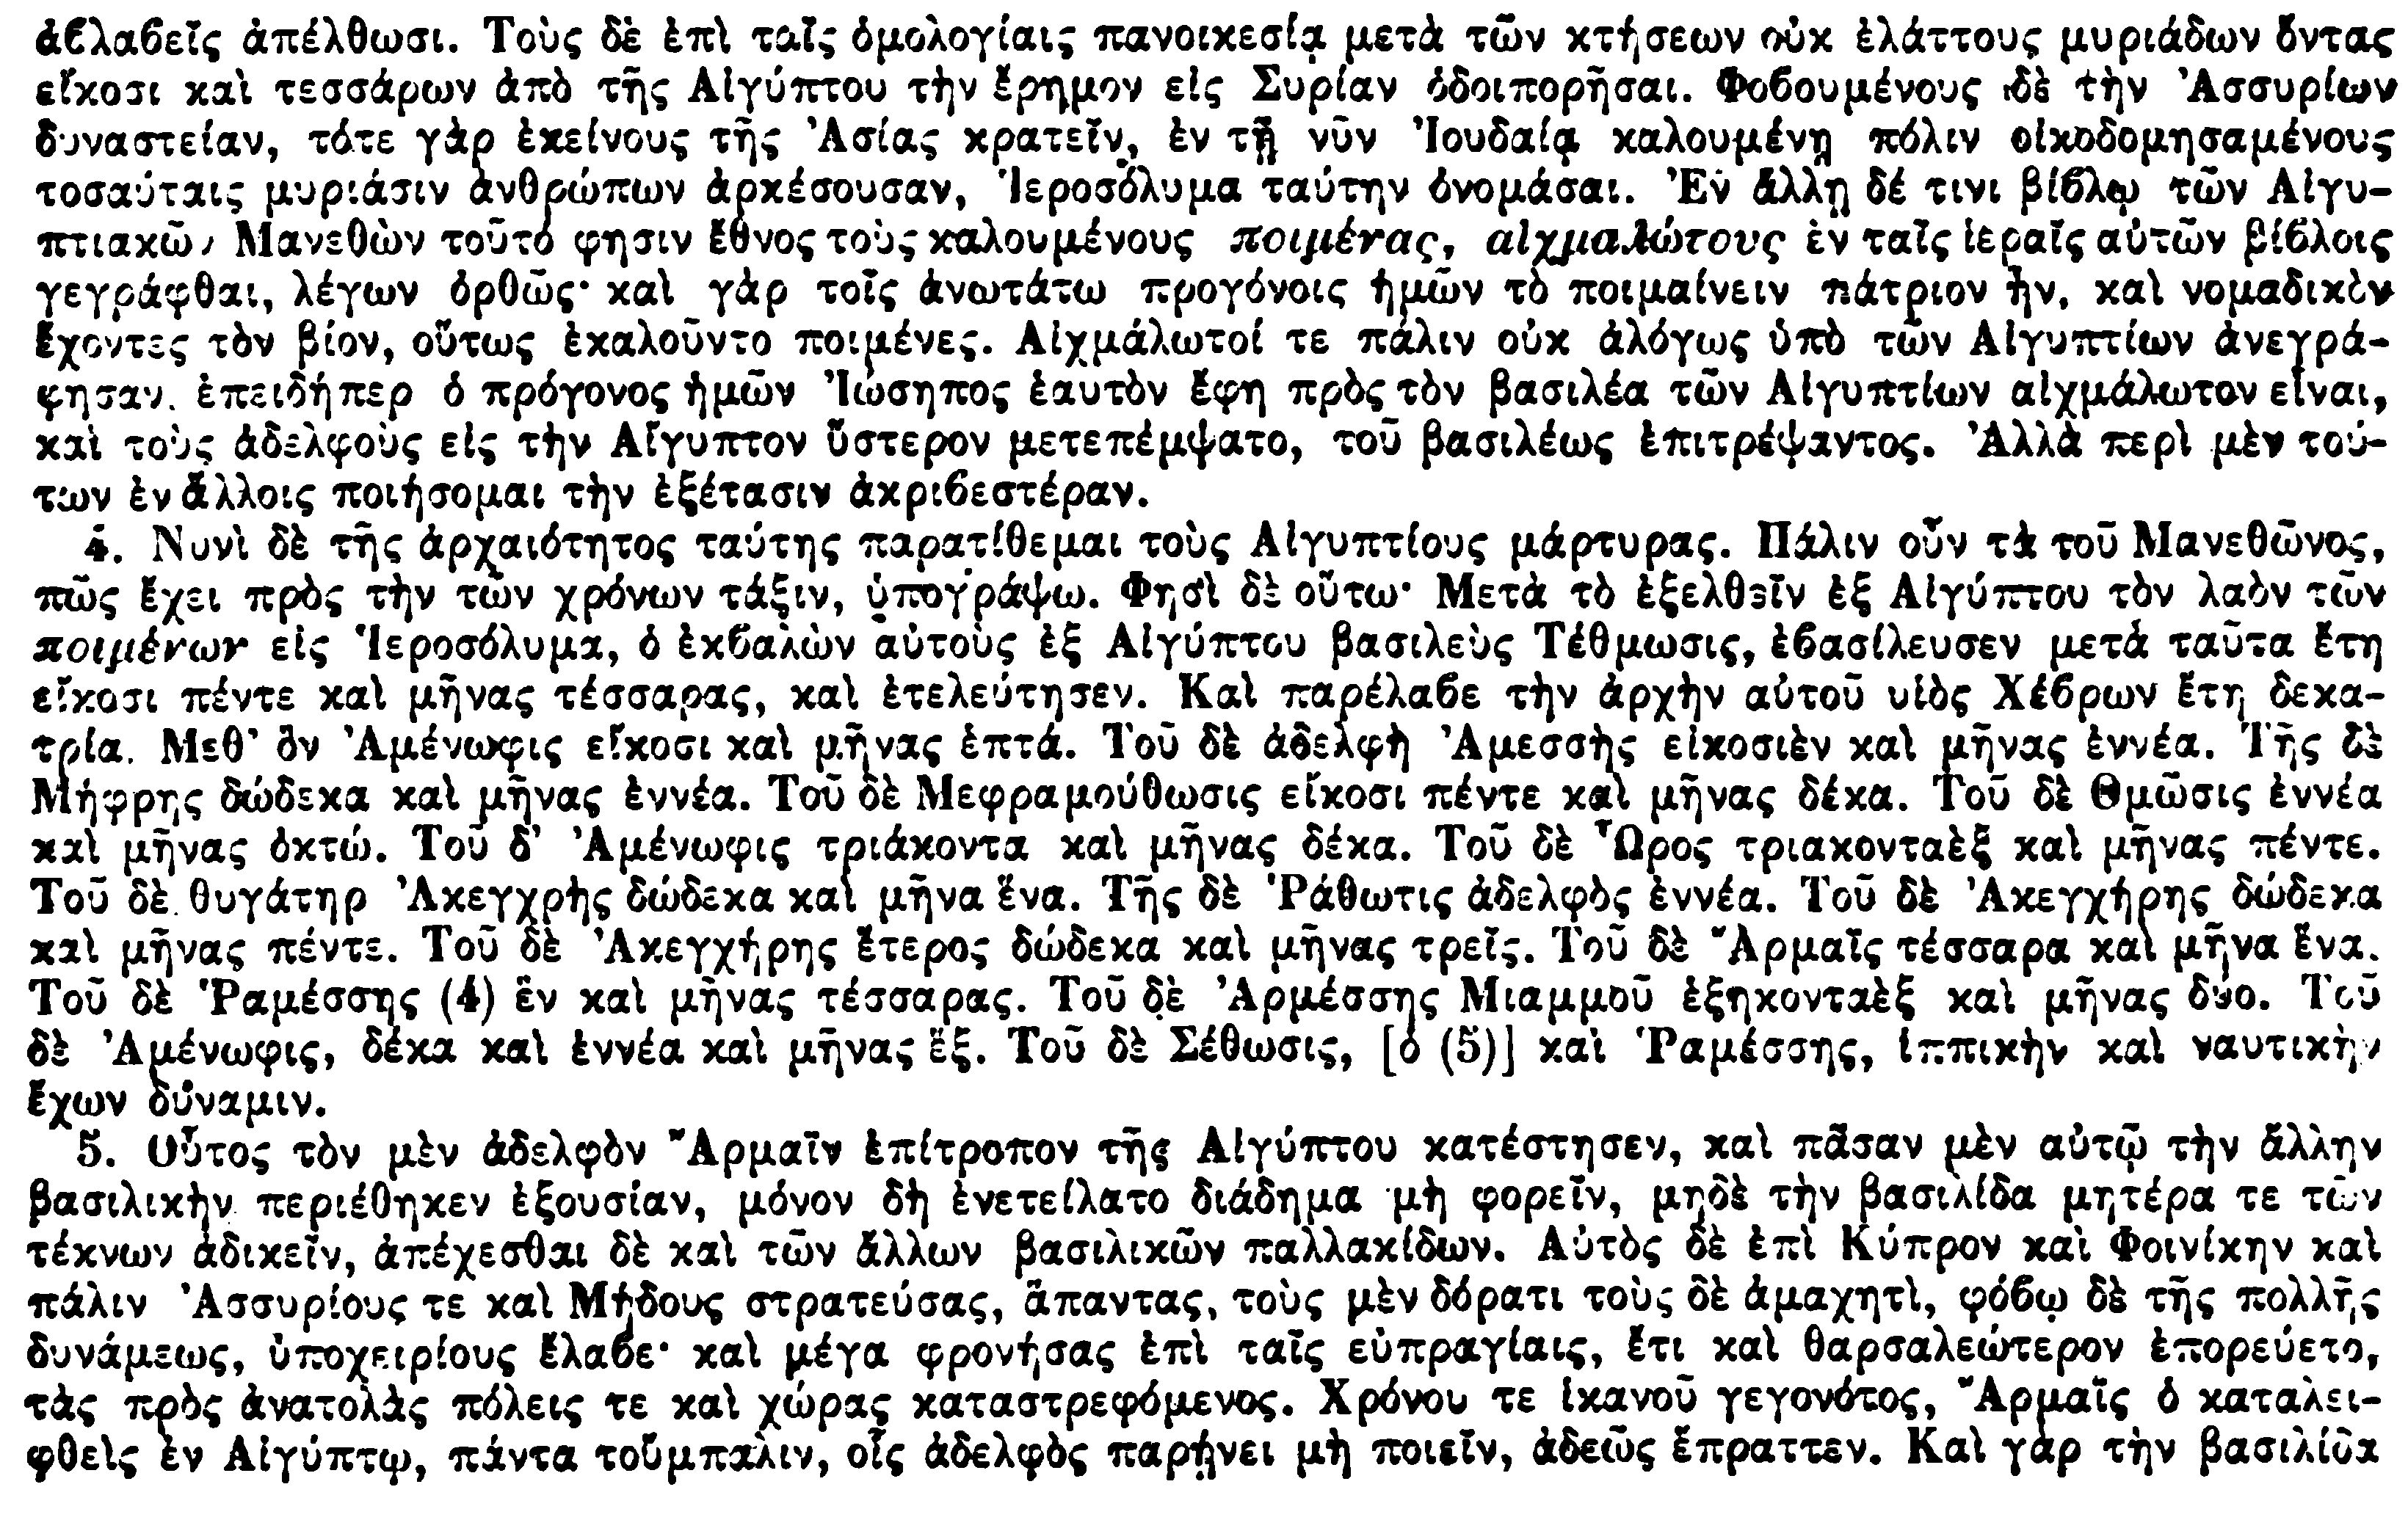 ἀβλαβεῖς ἀπέλθωσι. Τοὺς δὲ ἐπὶ ταῖς ὁμολογίαις πανοικεσίᾳ μετὰ τῶν κτήσεων οὐκ ἐλάττους μυριάδων ὄντας
εἴκοσι καὶ τεσσάρων ἀπὸ τῆς Αἰγύπτου τὴν ἔρημον εἰς Συρίαν ὁδοιπορῆσαι. Φοβουμένους δὲ τὴν Ἀσσυρίων
δυναστείαν, τότε γὰρ ἐκείνους τῆς Ἀσίας κρατεῖν, ἐν τῇ νῦν Ἰουδαίᾳ καλουμένῃ πόλιν οἰκοδομησαμένους
τοσαύταις μυριάσιν ἀνθρώπων ἀρκέσουσαν, Ἱεροσόλυμα ταύτην ὀνομάσαι. Ἐν ἄλλῃ δέ τινι βίβλῳ τῶν Αἰγυ-
πτιακῶν Μανεθὼν τοῦτό φησιν ἔθνος τοὺς καλουμένους ποιμένας, αἰχμαλώτους ἐν ταῖς ἱεραῖς αὐτῶν βίβλοις
γεγράφθαι, λέγων ὀρθῶς· καὶ γὰρ τοῖς ἀνωτάτω προγόνοις ἡμῶν τὸ ποιμαίνειν πάτριον ἦν, καὶ νομαδικὸν
ἔχοντες τὸν βίον, οὕτως ἐκαλοῦντο ποιμένες. Αἰχμάλωτοί τε πάλιν οὐκ ἀλόγως ὑπὸ τῶν Αἰγυπτίων ἀνεγρά-
φησαν, ἐπειδήπερ ὁ πρόγονος ἡμῶν Ἰώσηπος ἑαυτὸν ἔφη πρὸς τὸν βασιλέα τῶν Αἰγυπτίων αἰχμάλωτον εἶναι,
καὶ τοὺς ἀδελφοὺς εἰς τὴν Αἴγυπτον ὕστερον μετεπέμψατο, τοῦ βασιλέως ἐπιτρέψαντος. Ἀλλὰ περὶ μὲν τού-
των ἐν ἄλλοις ποιήσομαι τὴν ἐξέτασιν ἀκριβεστέραν.
4. Νυνὶ δὲ τῆς ἀρχαιότητος ταύτης παρατίθεμαι τοὺς Αἰγυπτίους μάρτυρας. Πάλιν οὖν τὰ τοῦ Μανεθῶνος,
πῶς ἔχει πρὸς τὴν τῶν χρόνων τάξιν, ὑπογράψω. Φησὶ δὲ οὕτω· Μετὰ τὸ ἐξελθεῖν ἐξ Αἰγύπτου τὸν λαὸν τῶν
ποιμένων εἰς Ἱεροσόλυμα, ὁ ἐκβαλὼν αὐτοὺς ἐξ Αἰγύπτου βασιλεὺς Τέθμωσις, ἐβασίλευσεν μετὰ ταῦτα ἔτη
εἴκοσι πέντε καὶ μῆνας τέσσαρας, καὶ ἐτελεύτησεν. Καὶ παρέλαβε τὴν ἀρχὴν αὐτοῦ υἱὸς Χέβρων ἔτη δεκα-
τρία. Μεθ' ὃν Ἀμένωφις εἴκοσι καὶ μῆνας ἑπτά. Τοῦ δὲ ἀδελφὴ Ἀμεσσὴς εἰκοσιὲν καὶ μῆνας ἐννέα. Τῆς δὲ
Μήφρης δώδεκα καὶ μῆνας ἐννέα. Τοῦ δὲ Μεφραμούθωσις εἴκοσι πέντε καὶ μῆνας δέκα. Τοῦ δὲ Θμῶσις ἐννέα
καὶ μῆνας ὀκτώ. Τοῦ δ' Ἀμένωφις τριάκοντα καὶ μῆνας δέκα. Τοῦ δὲ Ὦρος τριακονταὲξ καὶ μῆνας πέντε.
Τοῦ δὲ θυγάτηρ Ἀκεγχρὴς δώδεκα καὶ μῆνα ἕνα. Τῆς δὲ Ῥάθωτις ἀδελφὸς ἐννέα. Τοῦ δὲ Ἀκεγχήρης δώδεκα
καὶ μῆνας πέντε. Τοῦ δὲ Ἀκεγχήρης ἕτερος δώδεκα καὶ μῆνας τρεῖς. Τοῦ δὲ Ἄρμαϊς τέσσαρα καὶ μῆνα ἕνα.
Τοῦ δὲ Ῥαμέσσης (4) ἓν καὶ μῆνας τέσσαρας. Τοῦ δὲ Ἀρμέσσης Μιαμμοῦ ἑξηκονταὲξ καὶ μῆνας δύο. Τοῦ
δὲ Ἀμένωφις, δέκα καὶ ἐννέα καὶ μῆνας ἕξ. Τοῦ δὲ Σέθωσις, [ὁ (5)] καὶ Ῥαμέσσης, ἱππικὴν καὶ ναυτικὴν
ἔχων δύναμιν.
5. Οὗτος τὸν μὲν ἀδελφὸν Ἄρμαϊν ἐπίτροπον τῆς Αἰγύπτου κατέστησεν, καὶ πᾶσαν μὲν αὐτῷ τὴν ἄλλην
βασιλικὴν περιέθηκεν ἐξουσίαν, μόνον δὴ ἐνετείλατο διάδημα μὴ φορεῖν, μηδὲ τὴν βασιλίδα μητέρα τε τῶν
τέκνων ἀδικεῖν, ἀπέχεσθαι δὲ καὶ τῶν ἄλλων βασιλικῶν παλλακίδων. Αὐτὸς δὲ ἐπὶ Κύπρον καὶ Φοινίκην καὶ
πάλιν Ἀσσυρίους τε καὶ Μήδους στρατεύσας, ἅπαντας, τοὺς μὲν δόρατι τοὺς δὲ ἀμαχητὶ, φόβῳ δὲ τῆς πολλῆς
δυνάμεως, ὑποχειρίους ἔλαβε· καὶ μέγα φρονήσας ἐπὶ ταῖς εὐπραγίαις, ἔτι καὶ θαρσαλεώτερον ἐπορεύετο,
τὰς πρὸς ἀνατολὰς πόλεις τε καὶ χώρας καταστρεφόμενος. Χρόνου τε ἱκανοῦ γεγονότος, Ἄρμαϊς ὁ καταλει-
φθεὶς ἐν Αἰγύπτῳ, πάντα τοὔμπαλιν, οἷς ἀδελφὸς παρῄνει μὴ ποιεῖν, ἀδεῶς ἔπραττεν. Καὶ γὰρ τὴν βασιλίδα